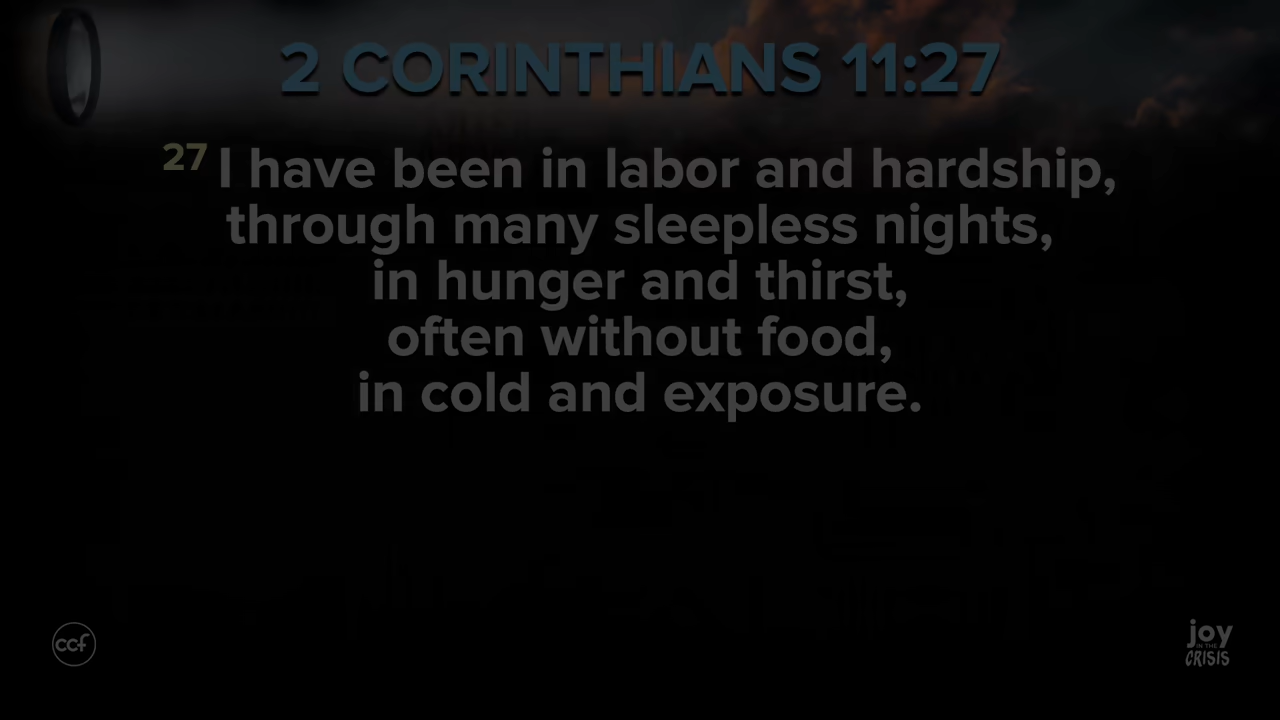 2 CORINTHIANS 11:27
27 I have been in labor and hardship,
through many sleepless nights,
in hunger and thirst,
often without food,
in cold and exposure.
ccf
joy
IN THE
CRISIS